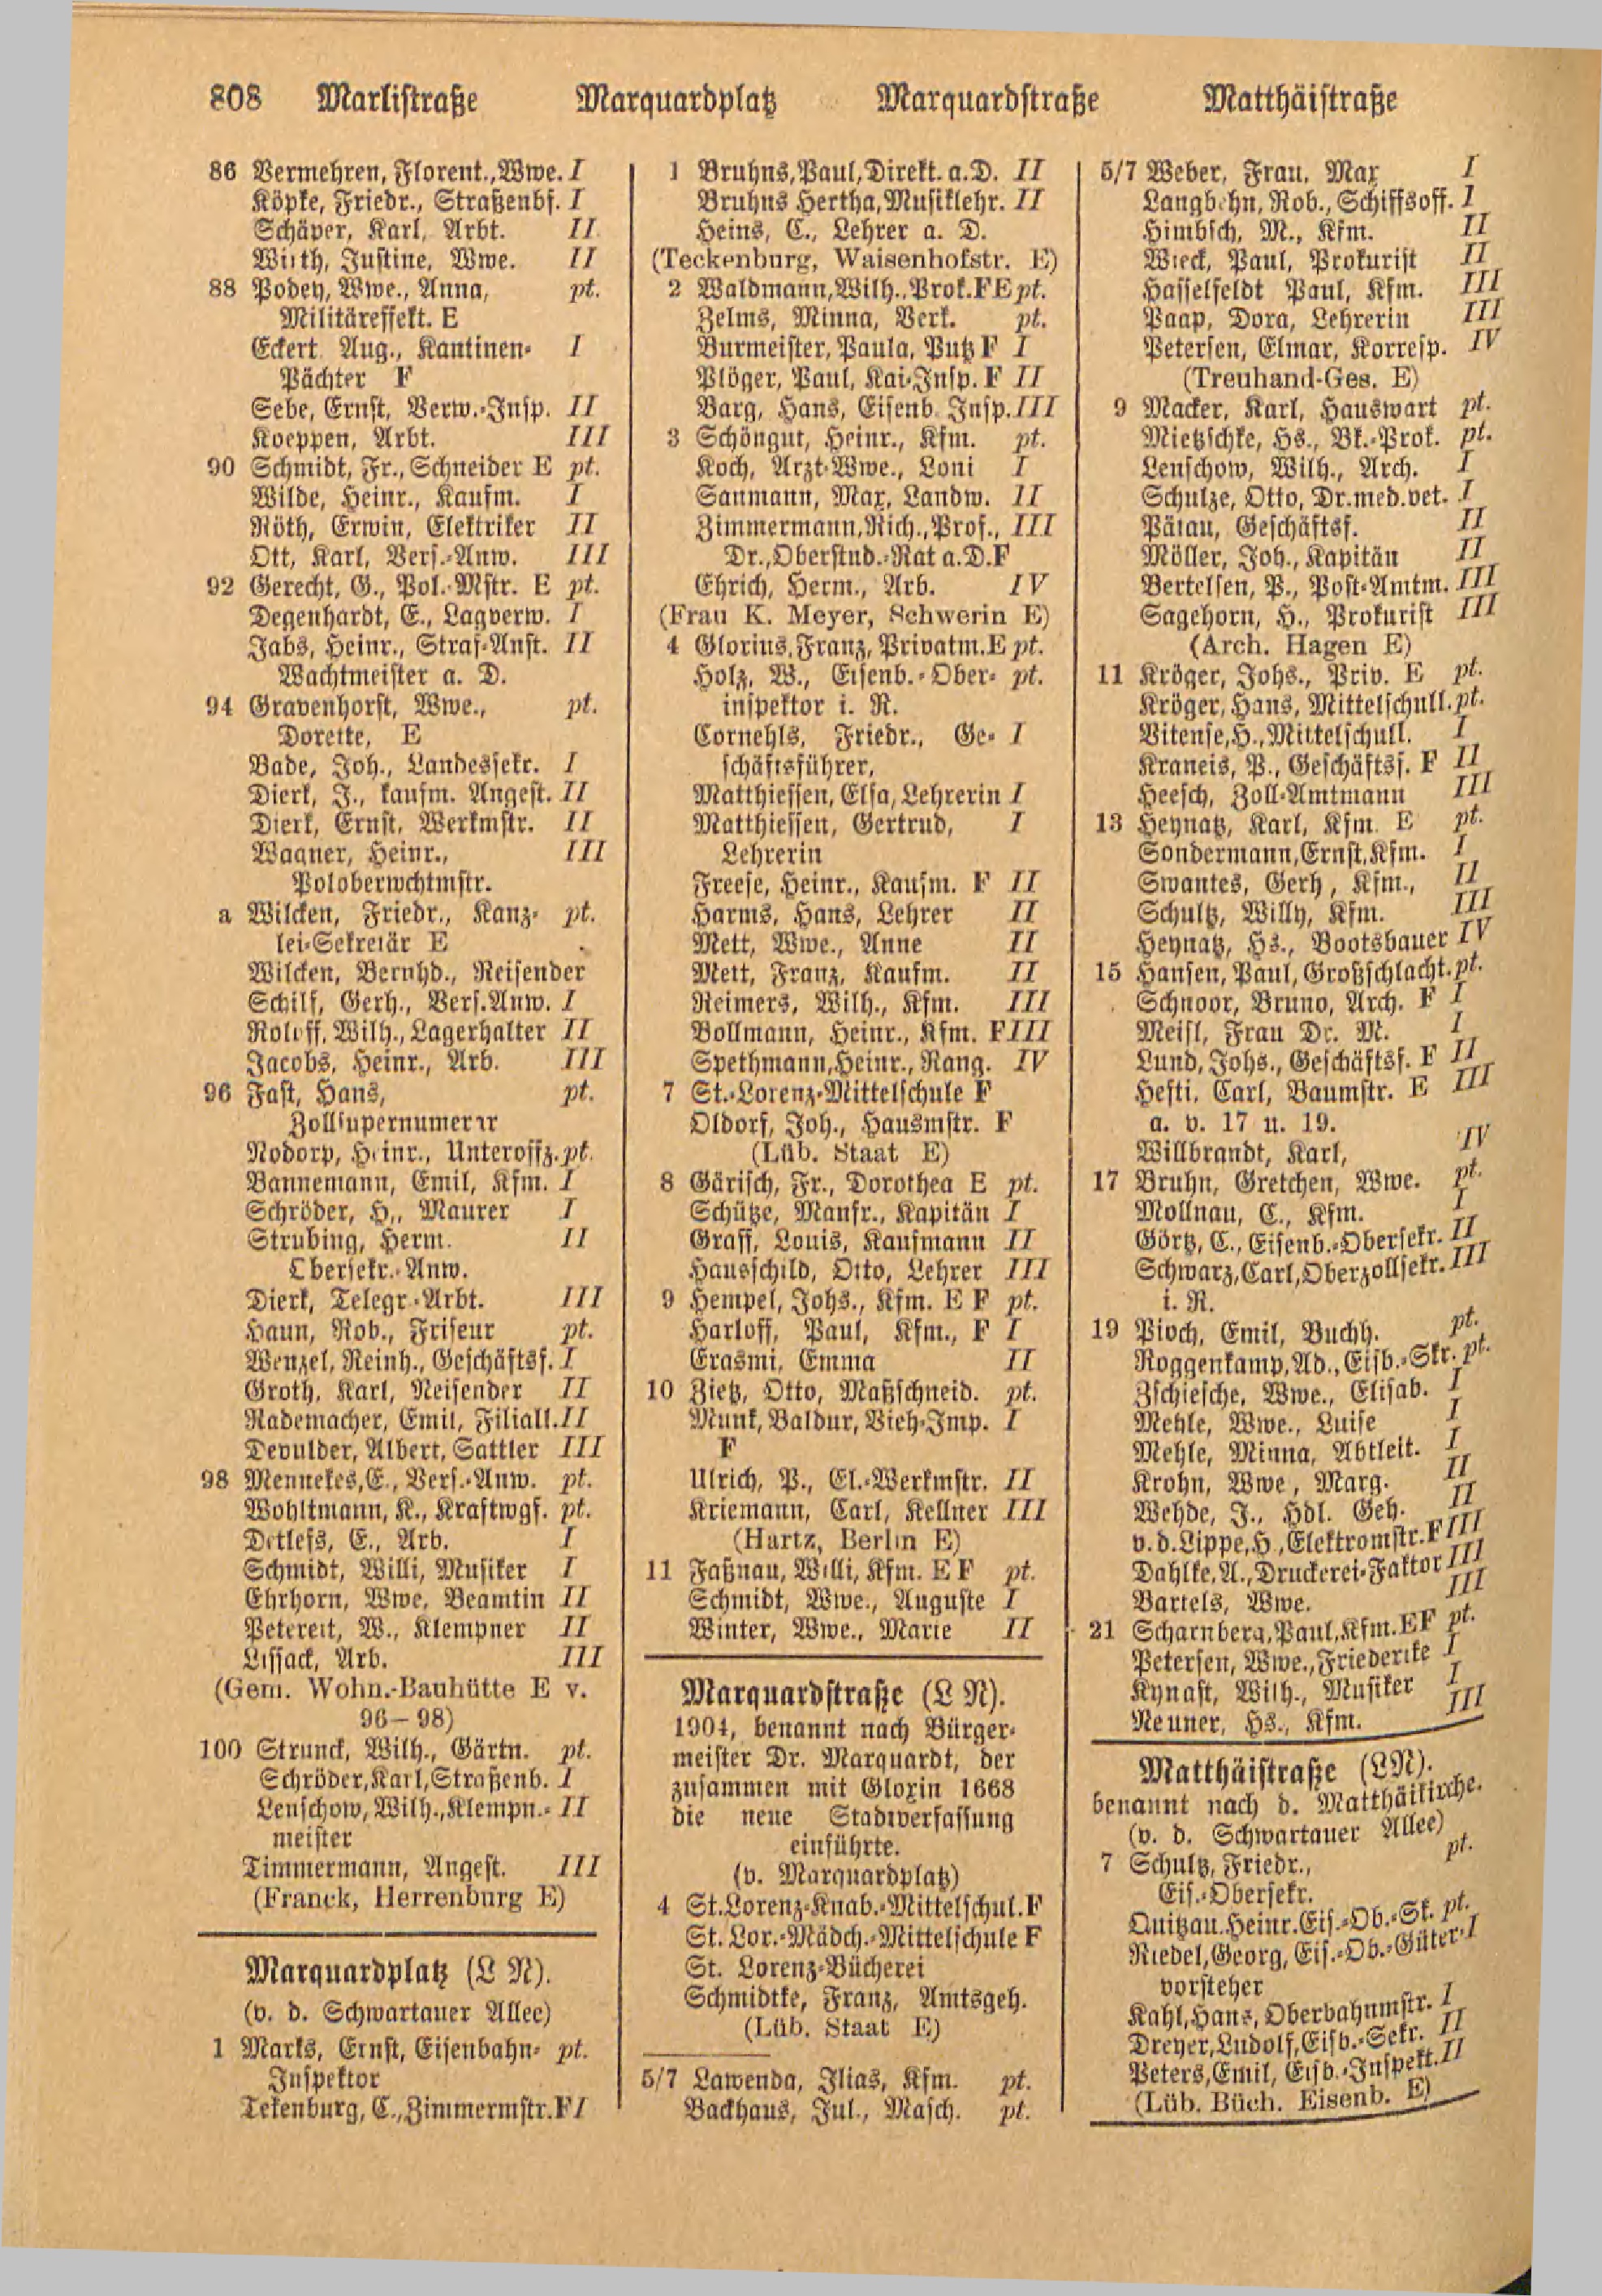 808 Marlistraße Marquardplatz Marquardstraße Matthäistraße
86 Vermehren, Florent., Wwe. I
Köpke, Friedr., Straßenbf. I
Schäper, Karl, Arbt. II
Wirth, Justine, Wwe. II
88 Podey, Wwe., Anna, pt.
Militäreffekt. E
Eckert Aug., Kantinen- I
Pächter F
Sebe, Ernst, Verw.-Insp. II
Koeppen, Arbt. III
90 Schmidt, Fr., Schneider E pt.
Wilde, Heinr., Kaufm. I
Röth, Erwin, Elektriker II
Ott, Karl, Vers.-Anw. III
92 Gerecht, G., Pol.-Mstr. E pt.
Degenhardt, E., Lagverw. I
Jabs, Heinr., Straf-Anst. II
Wachtmeister a. D.
94 Gravenhorst, Wwe., pt.
Dorette, E
Bade, Joh., Landessekr. I
Dierk, J., kaufm. Angest. II
Dierk, Ernst, Werkmstr. II
Wagner, Heinr., III
Poloberwchtmstr.
a Wilcken, Friedr., Kanz- pt.
lei-Sekretär E
Wilcken, Bernhd., Reisender
Schilf, Gerh., Vers.Anw. I
Roloff, Wilh., Lagerhalter II
Jacobs, Heinr., Arb. III
96 Fast, Hans, pt.
Zollsupernumerar
Rodorp, Heinr., Unteroffz. pt.
Bannemann, Emil, Kfm. I
Schröder, H., Maurer I
Strubing, Herm. II
Obersekr.-Anw.
Dierk, Telegr.-Arbt. III
Haun, Rob., Friseur pt.
Wenzel, Reinh., Geschäftsf. I
Groth, Karl, Reisender II
Rademacher, Emil, Filiall. II
Devulder, Albert, Sattler III
98 Mennekes, E., Vers.-Anw. pt.
Wohltmann, K., Kraftwgf. pt.
Detlefs, E., Arb. I
Schmidt, Willi, Musiker I
Ehrhorn, Wwe, Beamtin II
Petereit, W., Klempner II
Lissack, Arb. III
(Gem. Wohn.-Bauhütte E v.
96–98)
100 Strunck, Wilh., Gärtn. pt.
Schröder, Karl, Straßenb. I
Lenschow, Wilh., Klempn.- II
meister
Timmermann, Angest. III
(Franck, Herrenburg E)
Marquardplatz (L N).
(v. d. Schwartauer Allee)
1 Marks, Ernst, Eisenbahn- pt.
Inspektor
Tekenburg, C., Zimmermstr. F I
1 Bruhns, Paul, Direkt. a. D. II
Bruhns Hertha, Musiklehr. II
Heins, C., Lehrer a. D.
(Teckenburg, Waisenhofstr. E)
2 Waldmann, Wilh., Prok. F E pt.
Zelms, Minna, Verk. pt.
Burmeister, Paula, Putz F I
Plöger, Paul, Kai-Insp. F II
Barg, Hans, Eisenb. Insp. III
3 Schöngut, Heinr., Kfm. pt.
Koch, Arzt-Wwe., Loni I
Sanmann, Max, Landw. II
Zimmermann, Rich., Prof., III
Dr., Oberstud.-Rat a. D. F
Ehrich, Herm., Arb. IV
(Frau K. Meyer, Schwerin E)
4 Glorius, Franz, Privatm. E pt.
Holz, W., Eisenb.-Ober- pt.
inspektor i. R.
Cornehls, Friedr., Ge- I
schäftsführer,
Matthiessen, Elsa, Lehrerin I
Matthiessen, Gertrud, I
Lehrerin
Freese, Heinr., Kaufm. F II
Harms, Hans, Lehrer II
Mett, Wwe., Anne II
Mett, Franz, Kaufm. II
Reimers, Wilh., Kfm. III
Bollmann, Heinr., Kfm. F III
Spethmann, Heinr., Rang. IV
7 St.-Lorenz-Mittelschule F
Oldorf, Joh., Hausmstr. F
(Lüb. Staat E)
8 Gärisch, Fr., Dorothea E pt.
Schütze, Manfr., Kapitän I
Graff, Louis, Kaufmann II
Hausschild, Otto, Lehrer III
9 Hempel, Johs., Kfm. E F pt.
Harloff, Paul, Kfm., F I
Erasmi, Emma II
10 Zietz, Otto, Maßschneid. pt.
Munk, Baldur, Vieh-Imp. I
F
Ulrich, P., El.-Werkmstr. II
Kriemann, Carl, Kellner III
(Hartz, Berlin E)
11 Faßnau, Willi, Kfm. E F pt.
Schmidt, Wwe., Auguste I
Winter, Wwe., Marie II
Marquardstraße (L N).
1904, benannt nach Bürger-
meister Dr. Marquardt, der
zusammen mit Gloxin 1668
die neue Stadtverfassung
einführte.
(v. Marquardplatz)
4 St. Lorenz-Knab.-Mittelschul. F
St. Lor.-Mädch.-Mittelschule F
St. Lorenz-Bücherei
Schmidtke, Franz, Amtsgeh.
(Lüb. Staat E)
5/7 Lawenda, Ilias, Kfm. pt.
Backhaus, Jul., Masch. pt.
5/7 Weber, Frau, Max I
Langbehn, Rob., Schiffsoff. I
Himbsch, M., Kfm. II
Wieck, Paul, Prokurist II
Hasselfeldt Paul, Kfm. III
Paap, Dora, Lehrerin III
Petersen, Elmar, Korresp. IV
(Treuhand-Ges. E)
9 Macker, Karl, Hauswart pt.
Mietzschke, Hs., Bk.-Prok. pt.
Lenschow, Wilh., Arch. I
Schulze, Otto, Dr. med. vet. I
Pätau, Geschäftsf. II
Möller, Joh., Kapitän II
Bertelsen, P., Post-Amtm. III
Sagehorn, H., Prokurist III
(Arch. Hagen E)
11 Kröger, Johs., Priv. E pt.
Kröger, Hans, Mittelschull. pt.
Vitense, H., Mittelschull. I
Kraneis, P., Geschäftsf. F II
Heesch, Zoll-Amtmann III
13 Heynatz, Karl, Kfm. E pt.
Sondermann, Ernst, Kfm. I
Swantes, Gerh, Kfm., II
Schultz, Willy, Kfm. III
Heynatz, Hs., Bootsbauer IV
15 Hansen, Paul, Großschlacht. pt.
Schnoor, Bruno, Arch. F I
Meisl, Frau Dr. M. I
Lund, Johs., Geschäftsf. F II
Hefti, Carl, Baumstr. E III
a. v. 17 u. 19.
Willbrandt, Karl, IV
17 Bruhn, Gretchen, Wwe. pt.
Mollnau, C., Kfm. I
Görtz, C., Eisenb.-Obersekr. II
Schwarz, Carl, Oberzollsekr. III
i. R.
19 Pioch, Emil, Buchh. pt.
Roggenkamp, Ad., Eisb.-Skr. pt.
Zschiesche, Wwe., Elisab. I
Mehle, Wwe., Luise I
Mehle, Minna, Abtleit. I
Krohn, Wwe, Marg. II
Wehde, J., Hdl. Geh. II
v. d. Lippe, H., Elektromstr. F III
Dahlke, A., Druckerei-Faktor III
Bartels, Wwe. III
21 Scharnberg, Paul, Kfm. E F pt.
Petersen, Wwe., Friederike I
Kynast, Wilh., Musiker I
Neuner, Hs., Kfm. III
Matthäistraße (L N).
benannt nach d. Matthäikirche.
(v. d. Schwartauer Allee)
7 Schultz, Friedr., pt.
Eis.-Obersekr.
Quitzau, Heinr. Eis.-Ob.-Sk. pt.
Riedel, Georg, Eis.-Ob.-Güter- I
vorsteher
Kahl, Hans, Oberbahnmstr. I
Dreyer, Ludolf, Eisb.-Sekr. II
Peters, Emil, Eisb.-Inspekt. II
(Lüb. Büch. Eisenb. E)